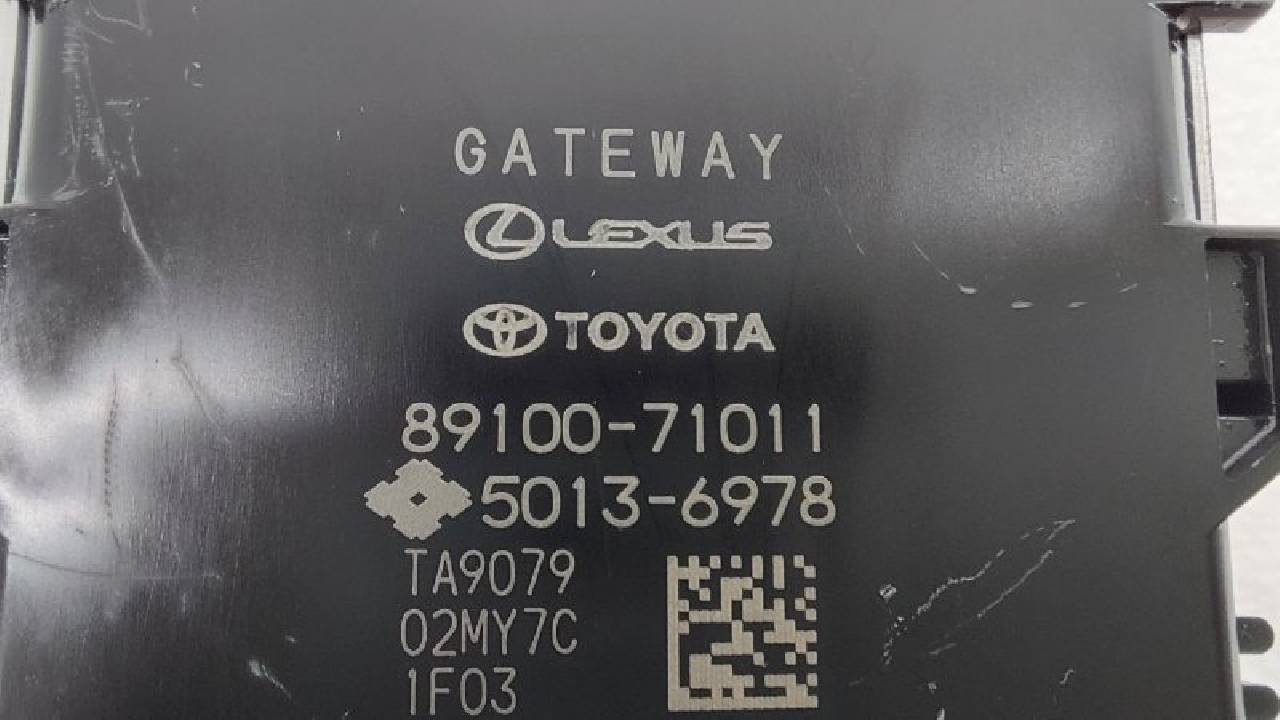 GATEWAY
LEXUS
TOYOTA
89100-71011
5013-6978
TA9079
02MY7C
1F03